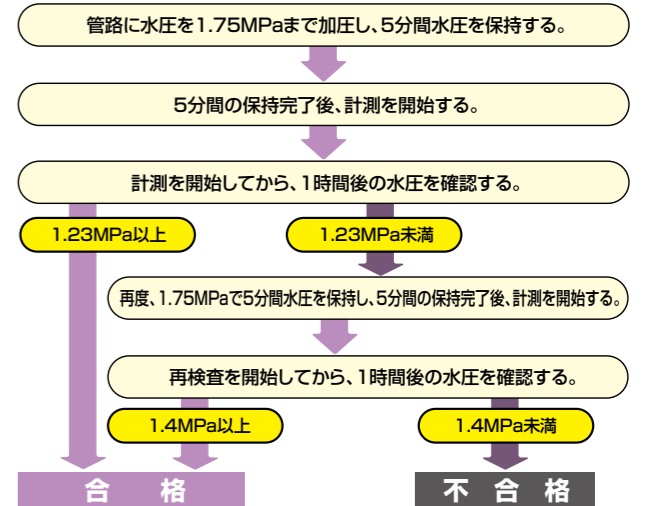 管路に水圧を1.75MPaまで加圧し、5分間水圧を保持する。
5分間の保持完了後、計測を開始する。
計測を開始してから、1時間後の水圧を確認する。
1.23MPa以上
1.23MPa未満
再度、1.75MPaで5分間水圧を保持し、5分間の保持完了後、計測を開始する。
再検査を開始してから、1時間後の水圧を確認する。
1.4MPa以上
1.4MPa未満
合 格
不 合 格